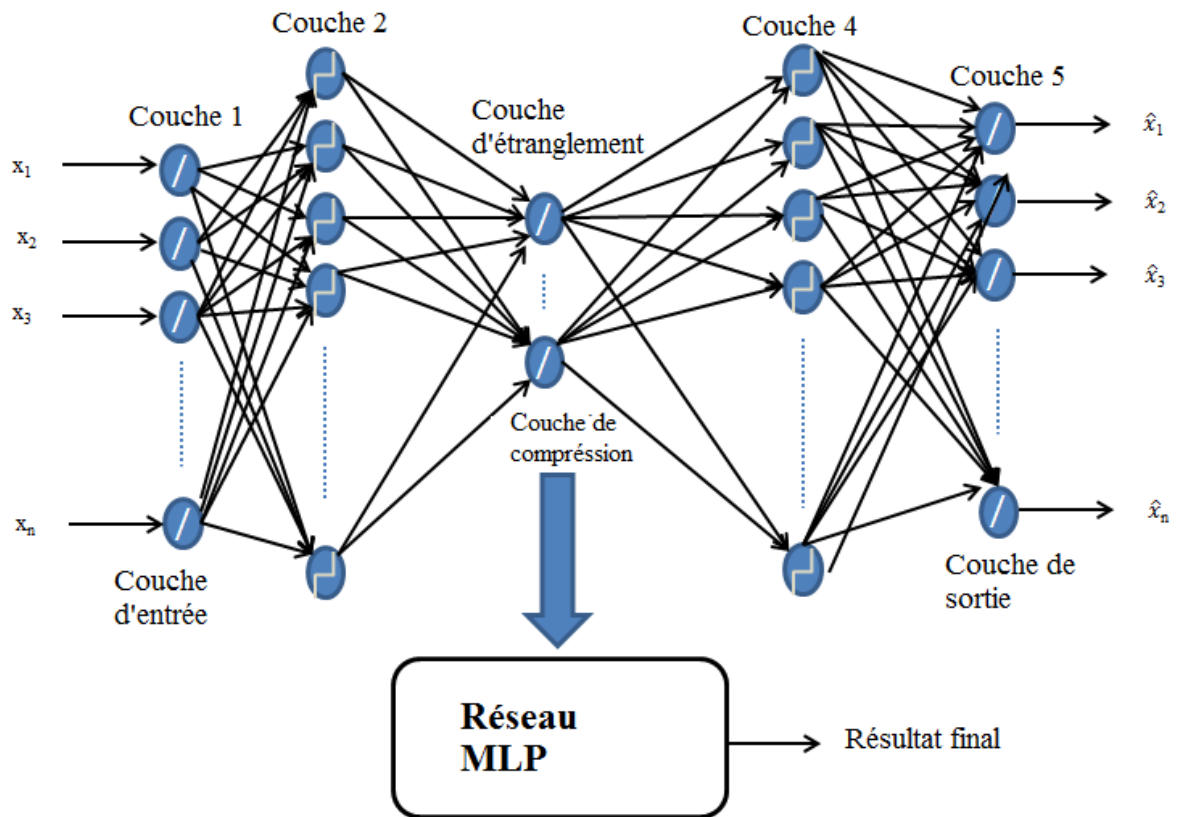 Couche 1
Couche 2
Couche
d'étranglement
Couche 4
Couche 5
x1
x2
x3
xn
x̂1
x̂2
x̂3
x̂n
Couche
d'entrée
Couche de
compréssion
Couche de
sortie
Réseau
MLP
Résultat final